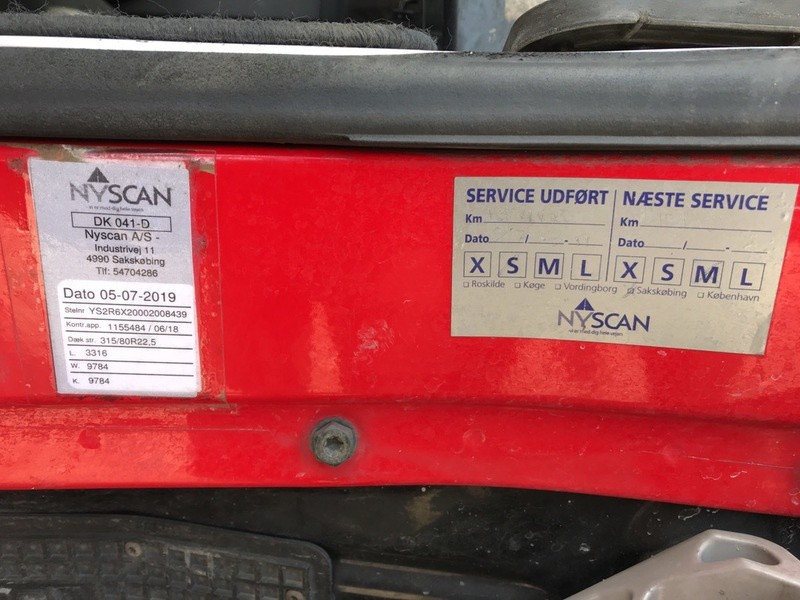 NYSCAN
DK 041-D
Nyscan A/S -
Industrivej 11
4990 Sakskøbing
Tlf: 54704286
Dato 05-07-2019
Stelnr YS2R6X20002008439
Kontr.app. 1155484 / 06/18
Dæk str. 315/80R22,5
L. 3316
W. 9784
K. 9784
SERVICE UDFØRT NÆSTE SERVICE
Km Km
Dato / - Dato / -
X S M L X S M L
Roskilde Køge Vordingborg Sakskøbing København
NYSCAN